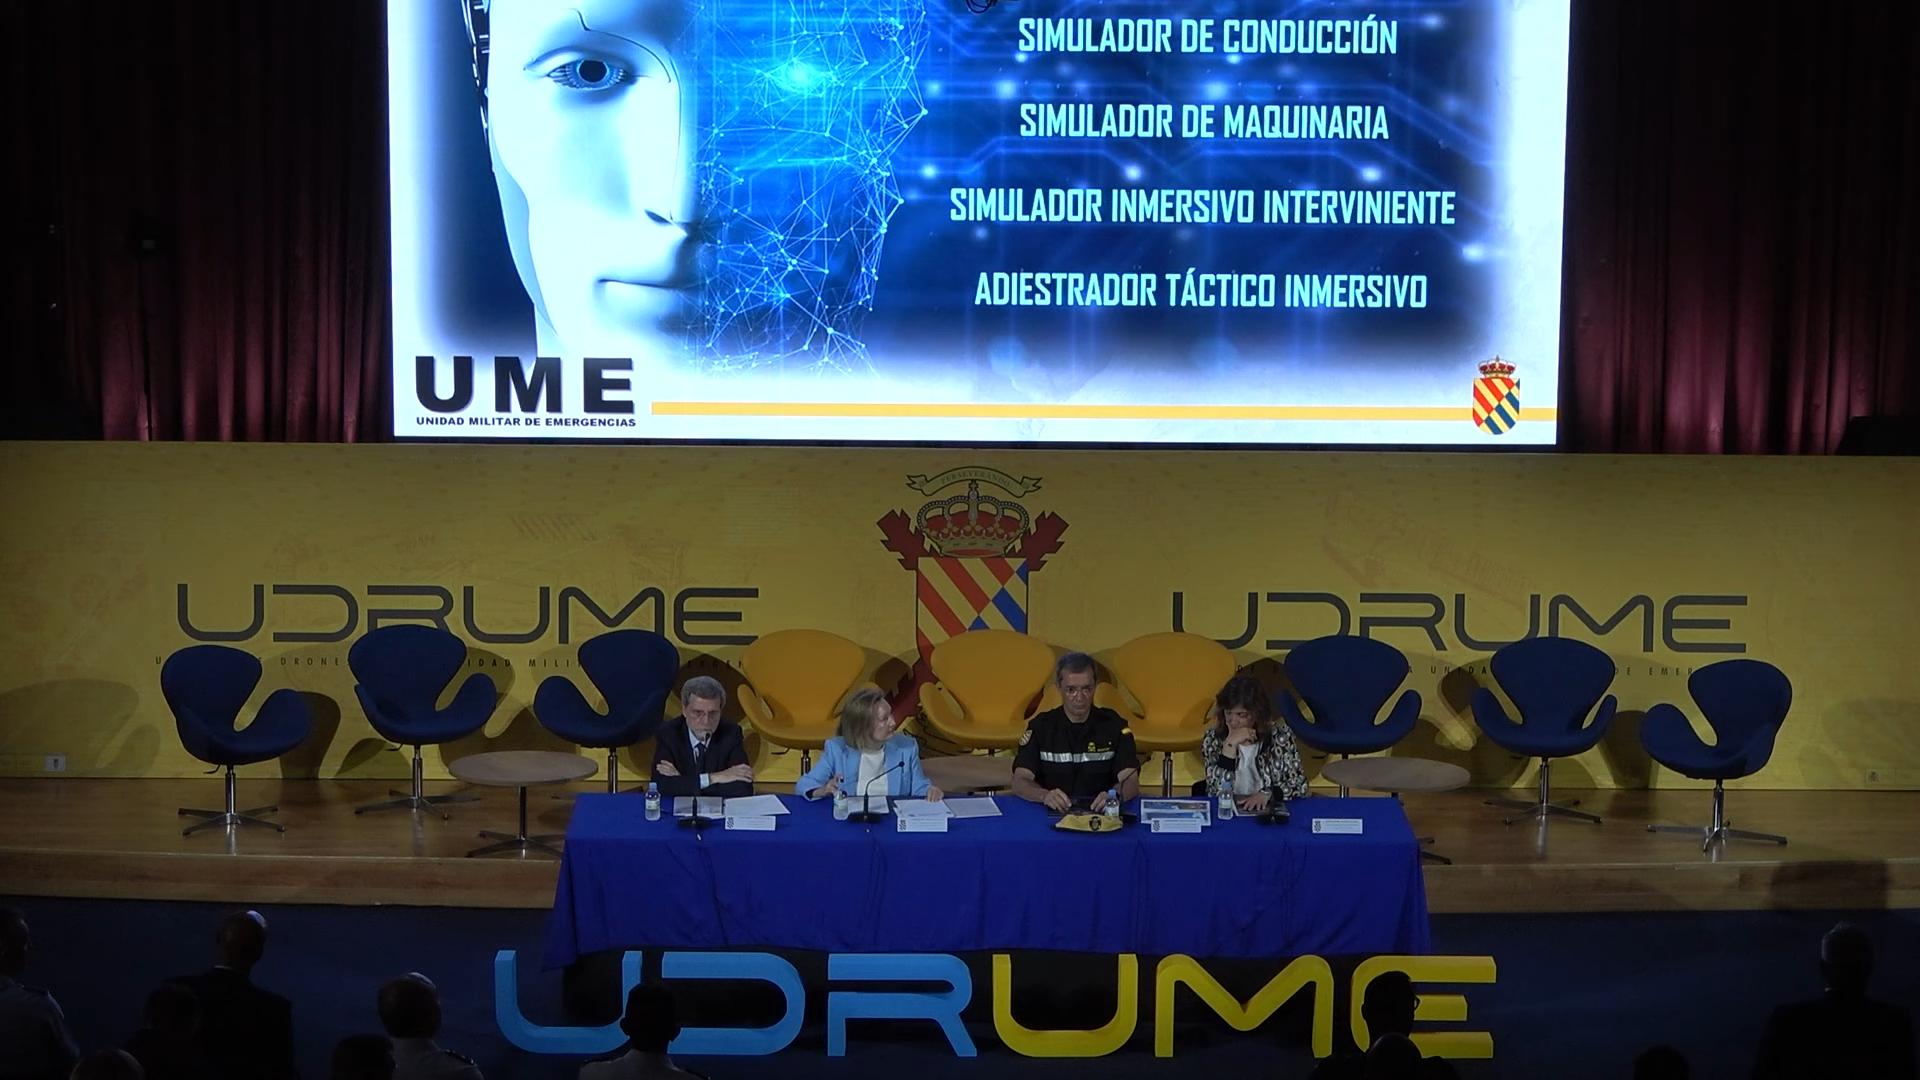 SIMULADOR DE CONDUCCIÓN
SIMULADOR DE MAQUINARIA
SIMULADOR INMERSIVO INTERVINIENTE
ADIESTRADOR TÁCTICO INMERSIVO
UME
UNIDAD MILITAR DE EMERGENCIAS
PERSEVERANDO
UDRUME
UDRUME
UDRUME